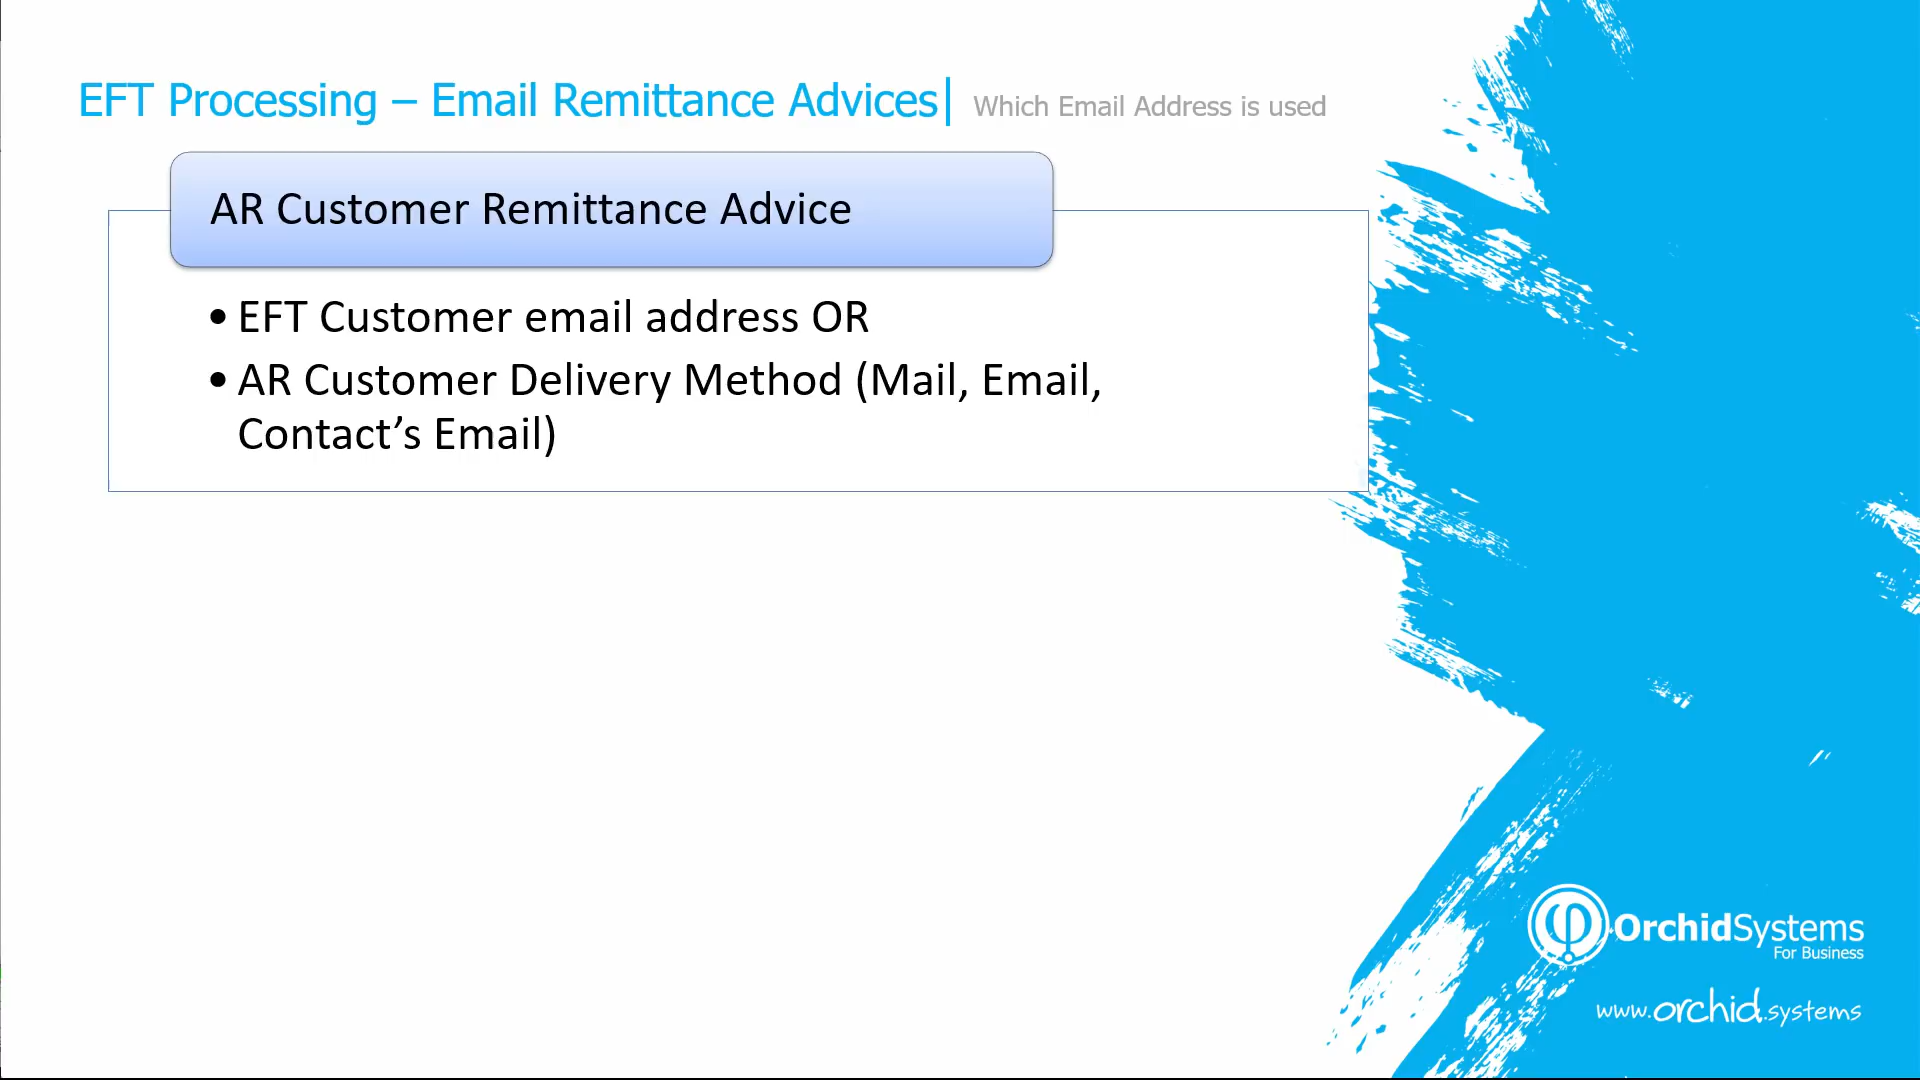 EFT Processing – Email Remittance Advices| Which Email Address is used
AR Customer Remittance Advice
• EFT Customer email address OR
• AR Customer Delivery Method (Mail, Email,
Contact’s Email)
OrchidSystems
For Business
www.orchid.systems